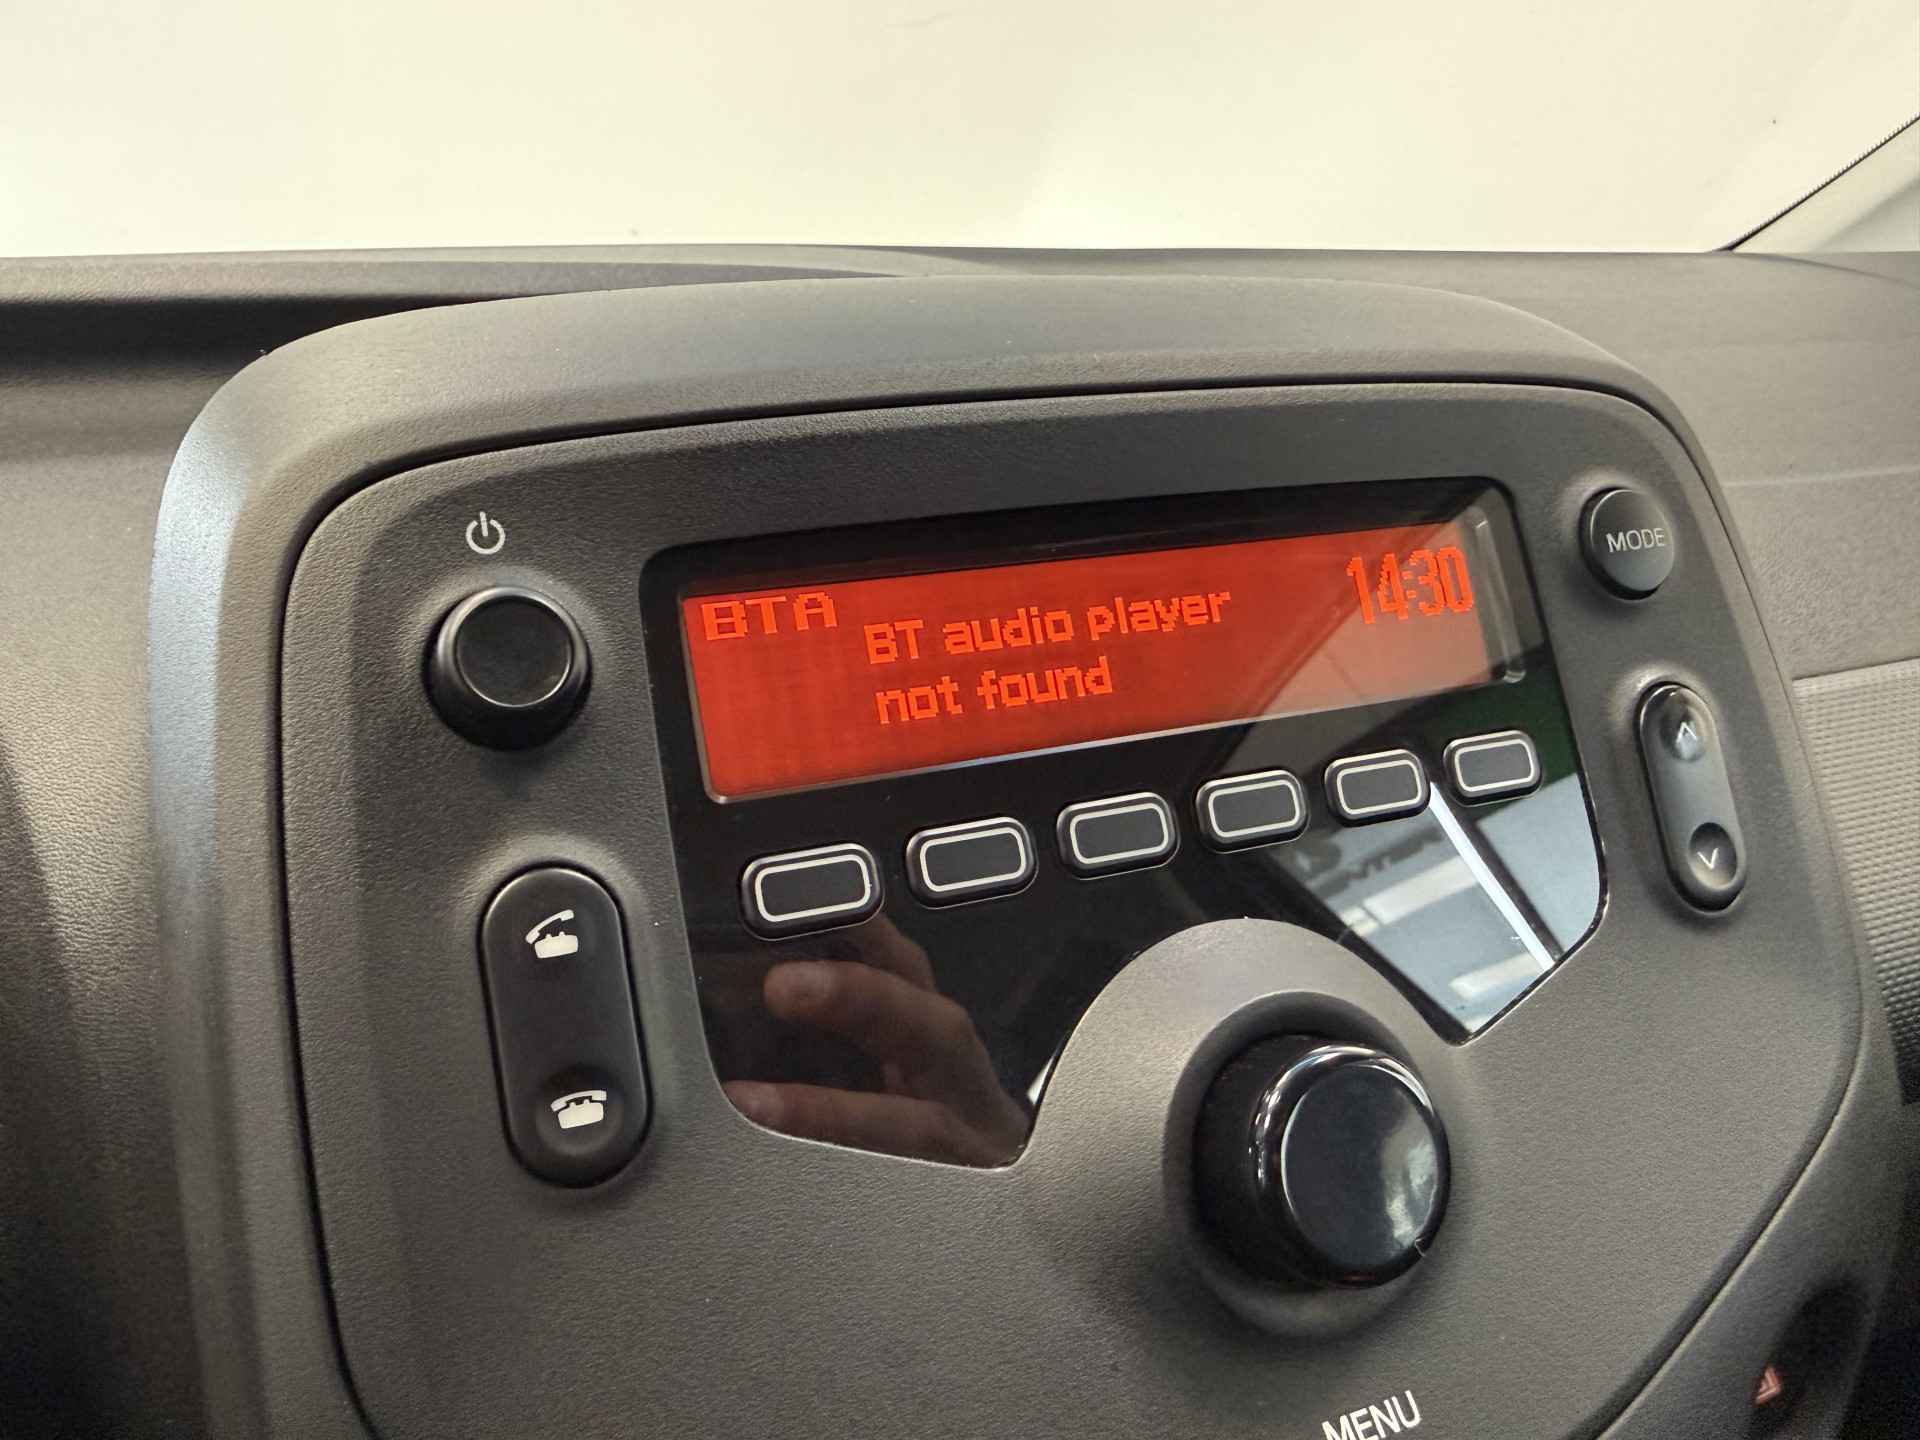 BTA
BT audio player
not found
14:30
MODE
MENU